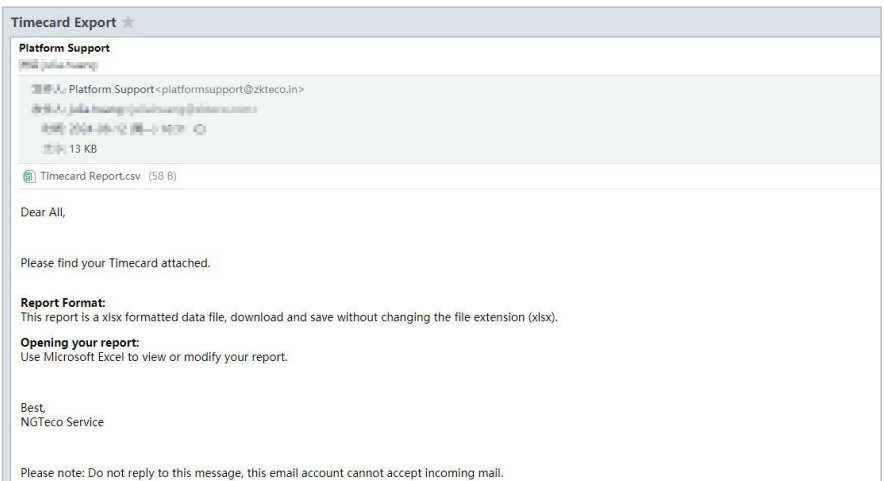 Timecard Export
Platform Support
Platform Support<platformsupport@zkteco.in>
13 KB
Timecard Report.csv (58 B)
Dear All,
Please find your Timecard attached.
Report Format:
This report is a xlsx formatted data file, download and save without changing the file extension (xlsx).
Opening your report:
Use Microsoft Excel to view or modify your report.
Best,
NGTeco Service
Please note: Do not reply to this message, this email account cannot accept incoming mail.